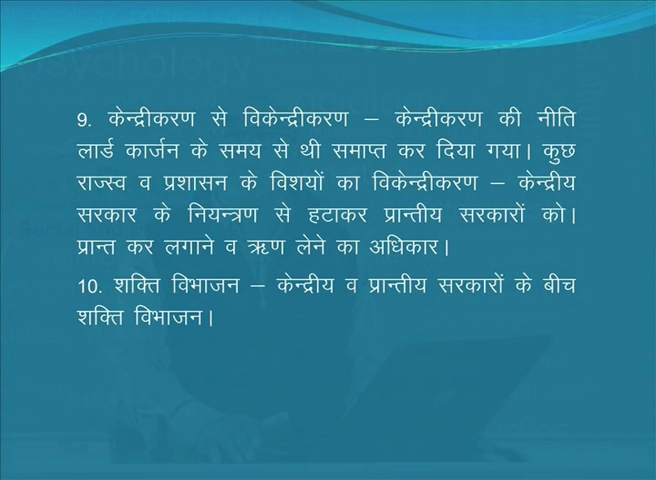 psychology
9. केन्द्रीकरण से विकेन्द्रीकरण – केन्द्रीकरण की नीति
लार्ड कार्जन के समय से थी समाप्त कर दिया गया। कुछ
राज्स्व व प्रशासन के विशयों का विकेन्द्रीकरण – केन्द्रीय
सरकार के नियन्त्रण से हटाकर प्रान्तीय सरकारों को।
प्रान्त कर लगाने व ऋण लेने का अधिकार।
10. शक्ति विभाजन – केन्द्रीय व प्रान्तीय सरकारों के बीच
शक्ति विभाजन।